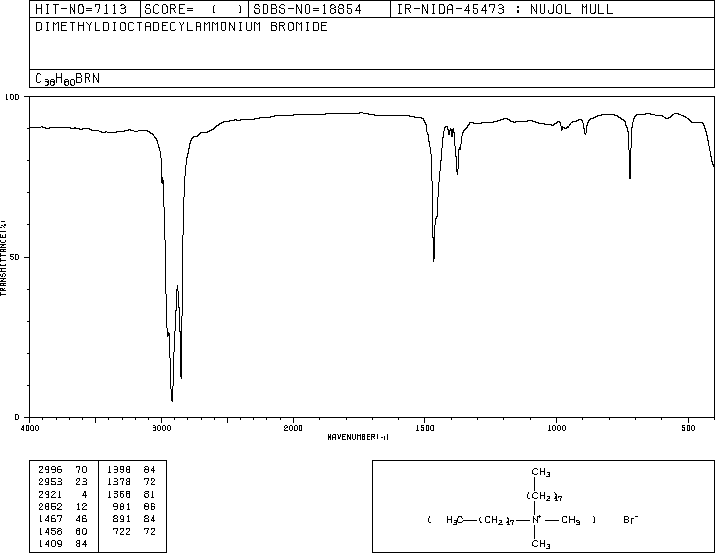 HIT-NO=7113 SCORE= ( ) SDBS-NO=18854 IR-NIDA-45473 : NUJOL MULL
DIMETHYLDIOCTADECYLAMMONIUM BROMIDE
C38H80BRN
100
50
0
TRANSMITTANCE(%)
4000 3000 2000 1500 1000 500
WAVENUMBER(-1)
2996 70 1398 84
2953 23 1378 72
2921 4 1368 81
2852 12 981 86
1467 46 891 84
1458 60 722 72
1409 84
CH3
(CH2)17
( H3C—(CH2)17—N+—CH3 ) Br-
CH3